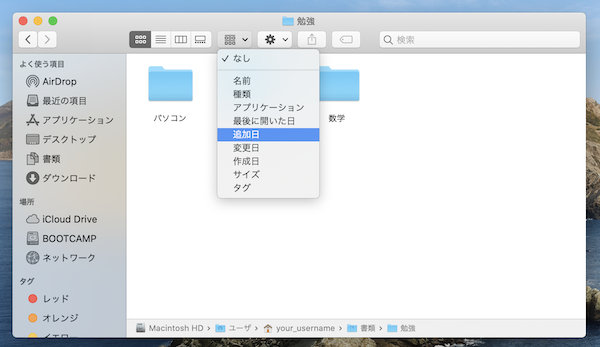 勉強
検索
よく使う項目
AirDrop
最近の項目
アプリケーション
デスクトップ
書類
ダウンロード
場所
iCloud Drive
BOOTCAMP
ネットワーク
タグ
レッド
オレンジ
イエロー
なし
名前
種類
アプリケーション
最後に開いた日
追加日
変更日
作成日
サイズ
タグ
パソコン
数学
Macintosh HD › ユーザ › your_username › 書類 › 勉強